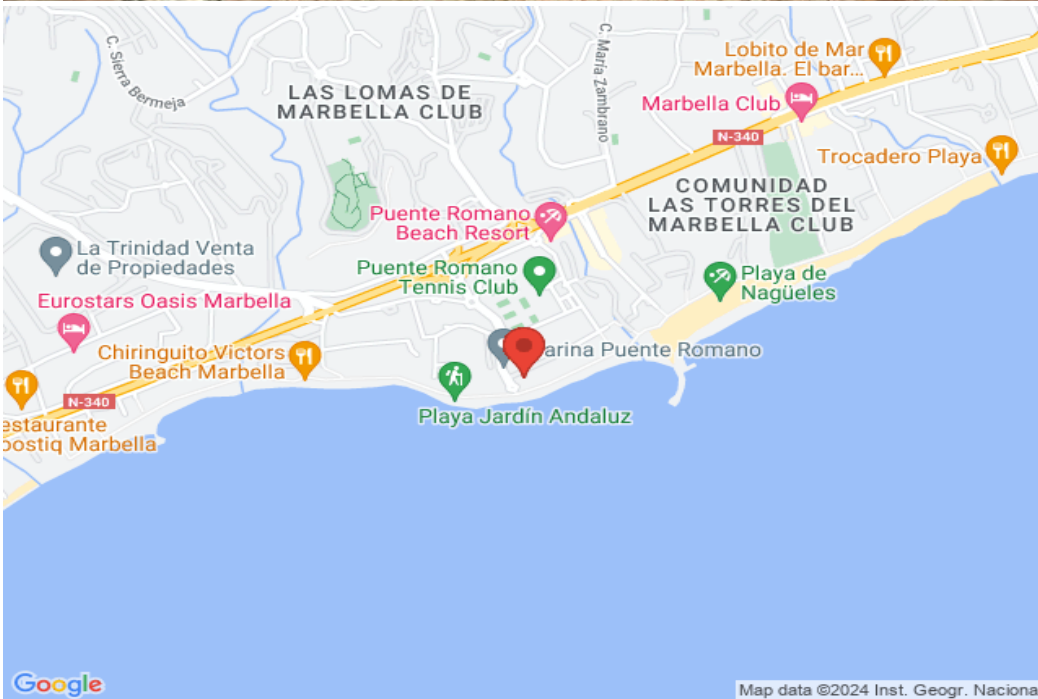 Lobito de Mar
Marbella. El bar...
C. Sierra Bermeja
C. María Zambrano
LAS LOMAS DE
MARBELLA CLUB
Marbella Club
N-340
Trocadero Playa
COMUNIDAD
LAS TORRES DEL
MARBELLA CLUB
Puente Romano
Beach Resort
La Trinidad Venta
de Propiedades
Puente Romano
Tennis Club
Playa de
Nagüeles
Eurostars Oasis Marbella
Chiringuito Victors
Beach Marbella
arina Puente Romano
N-340
Playa Jardín Andaluz
estaurante
oostiq Marbella
Google
Map data ©2024 Inst. Geogr. Naciona